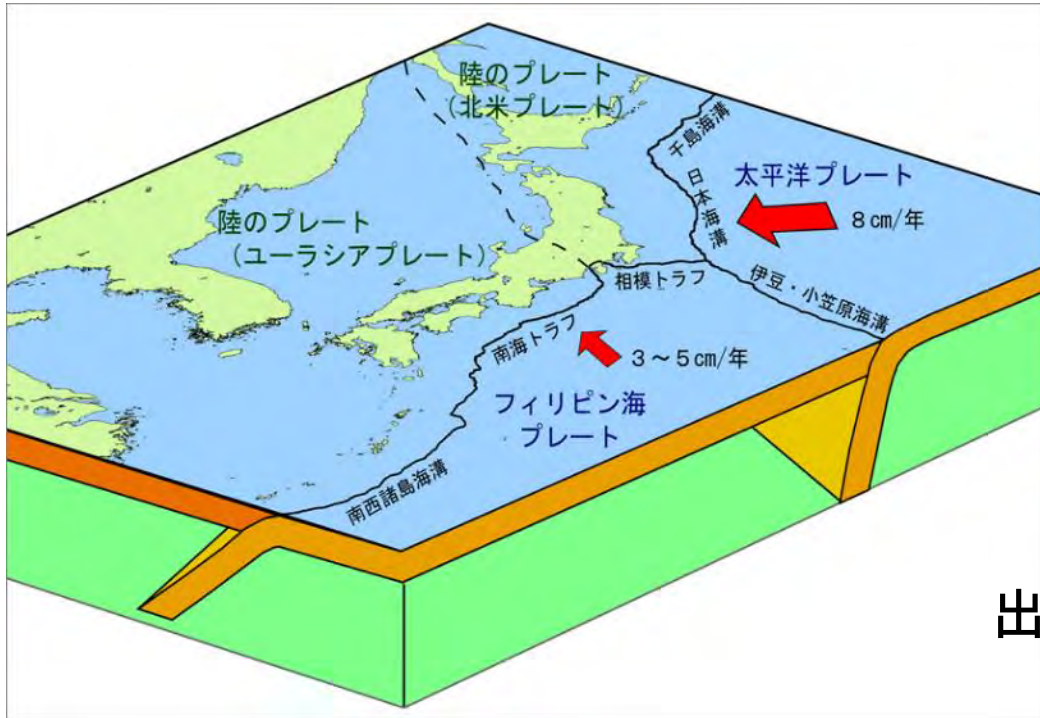 陸のプレート
(北米プレート)
千島海溝
日本海溝
太平洋プレート
8cm/年
陸のプレート
(ユーラシアプレート)
相模トラフ
伊豆・小笠原海溝
南海トラフ
3～5cm/年
フィリピン海
プレート
南西諸島海溝
出